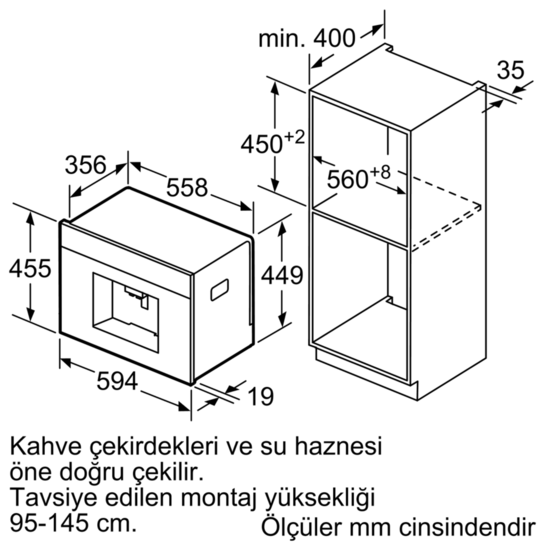 min. 400
35
450+2
560+8
356
558
455
449
594
19
Kahve çekirdekleri ve su haznesi
öne doğru çekilir.
Tavsiye edilen montaj yüksekliği
95-145 cm.
Ölçüler mm cinsindendir